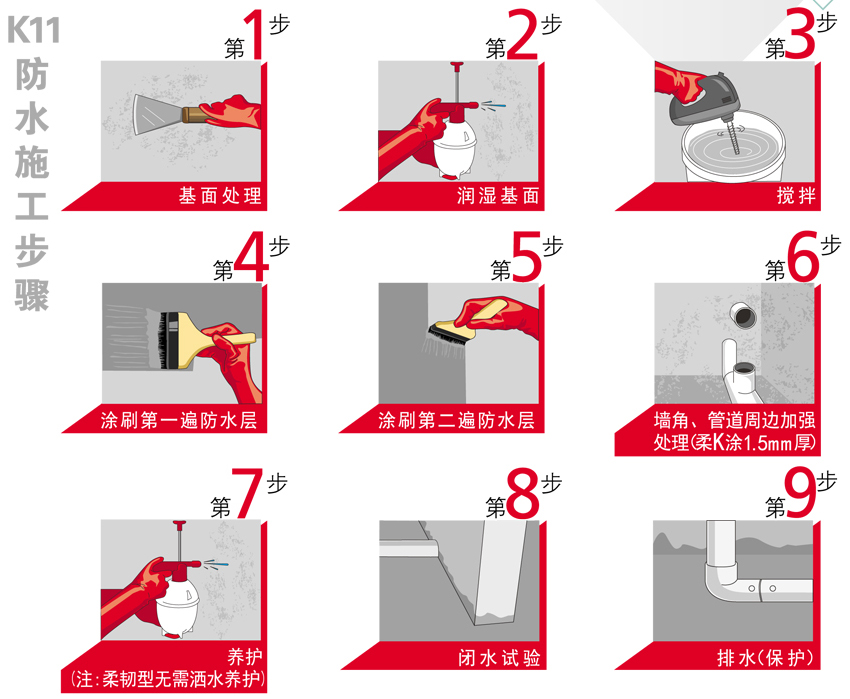 K11防水施工步骤
第1步
基面处理
第2步
润湿基面
第3步
搅拌
第4步
涂刷第一遍防水层
第5步
涂刷第二遍防水层
第6步
墙角、管道周边加强
处理(柔K涂1.5mm厚)
第7步
养护
(注:柔韧型无需洒水养护)
第8步
闭水试验
第9步
排水(保护)